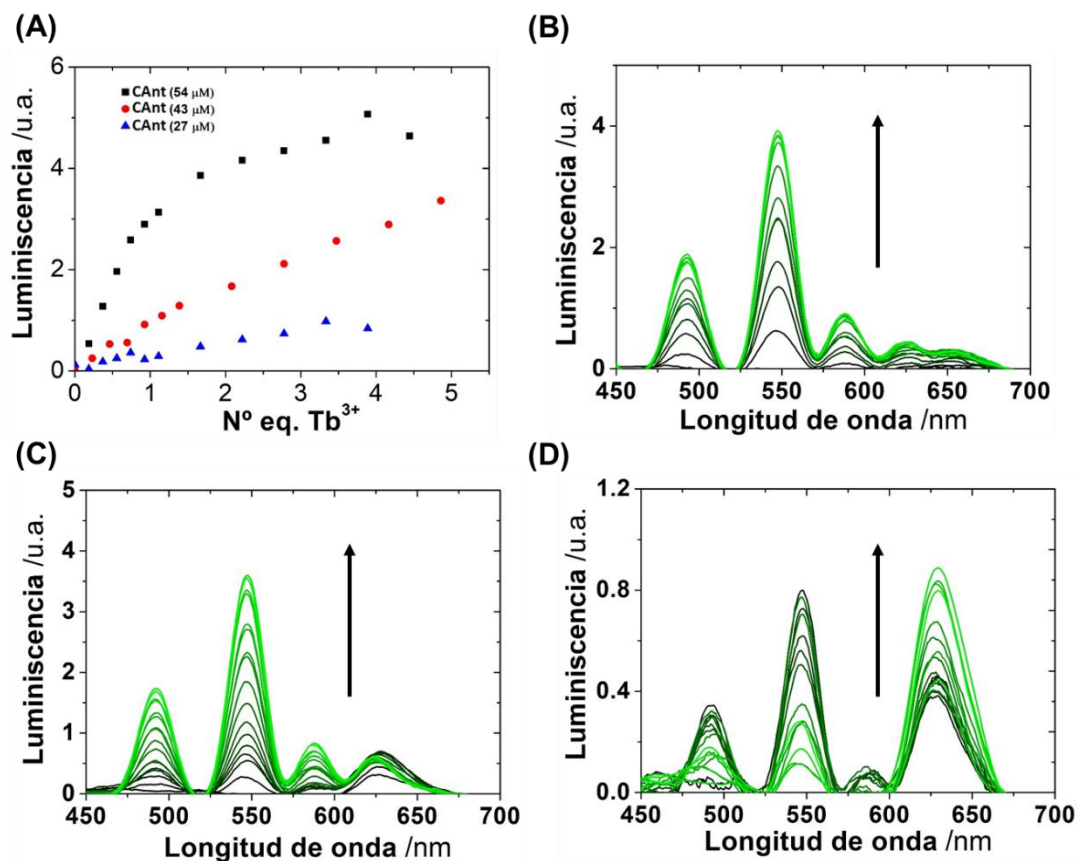 (A)
Luminiscencia /u.a.
6
4
2
0
CAnt (54 μM)
CAnt (43 μM)
CAnt (27 μM)
0 1 2 3 4 5
Nº eq. Tb³⁺
(B)
Luminiscencia /u.a.
4
2
0
450 500 550 600 650 700
Longitud de onda /nm
(C)
Luminiscencia /u.a.
5
4
3
2
1
0
450 500 550 600 650 700
Longitud de onda /nm
(D)
Luminiscencia /u.a.
1.2
0.8
0.4
0.0
450 500 550 600 650 700
Longitud de onda /nm